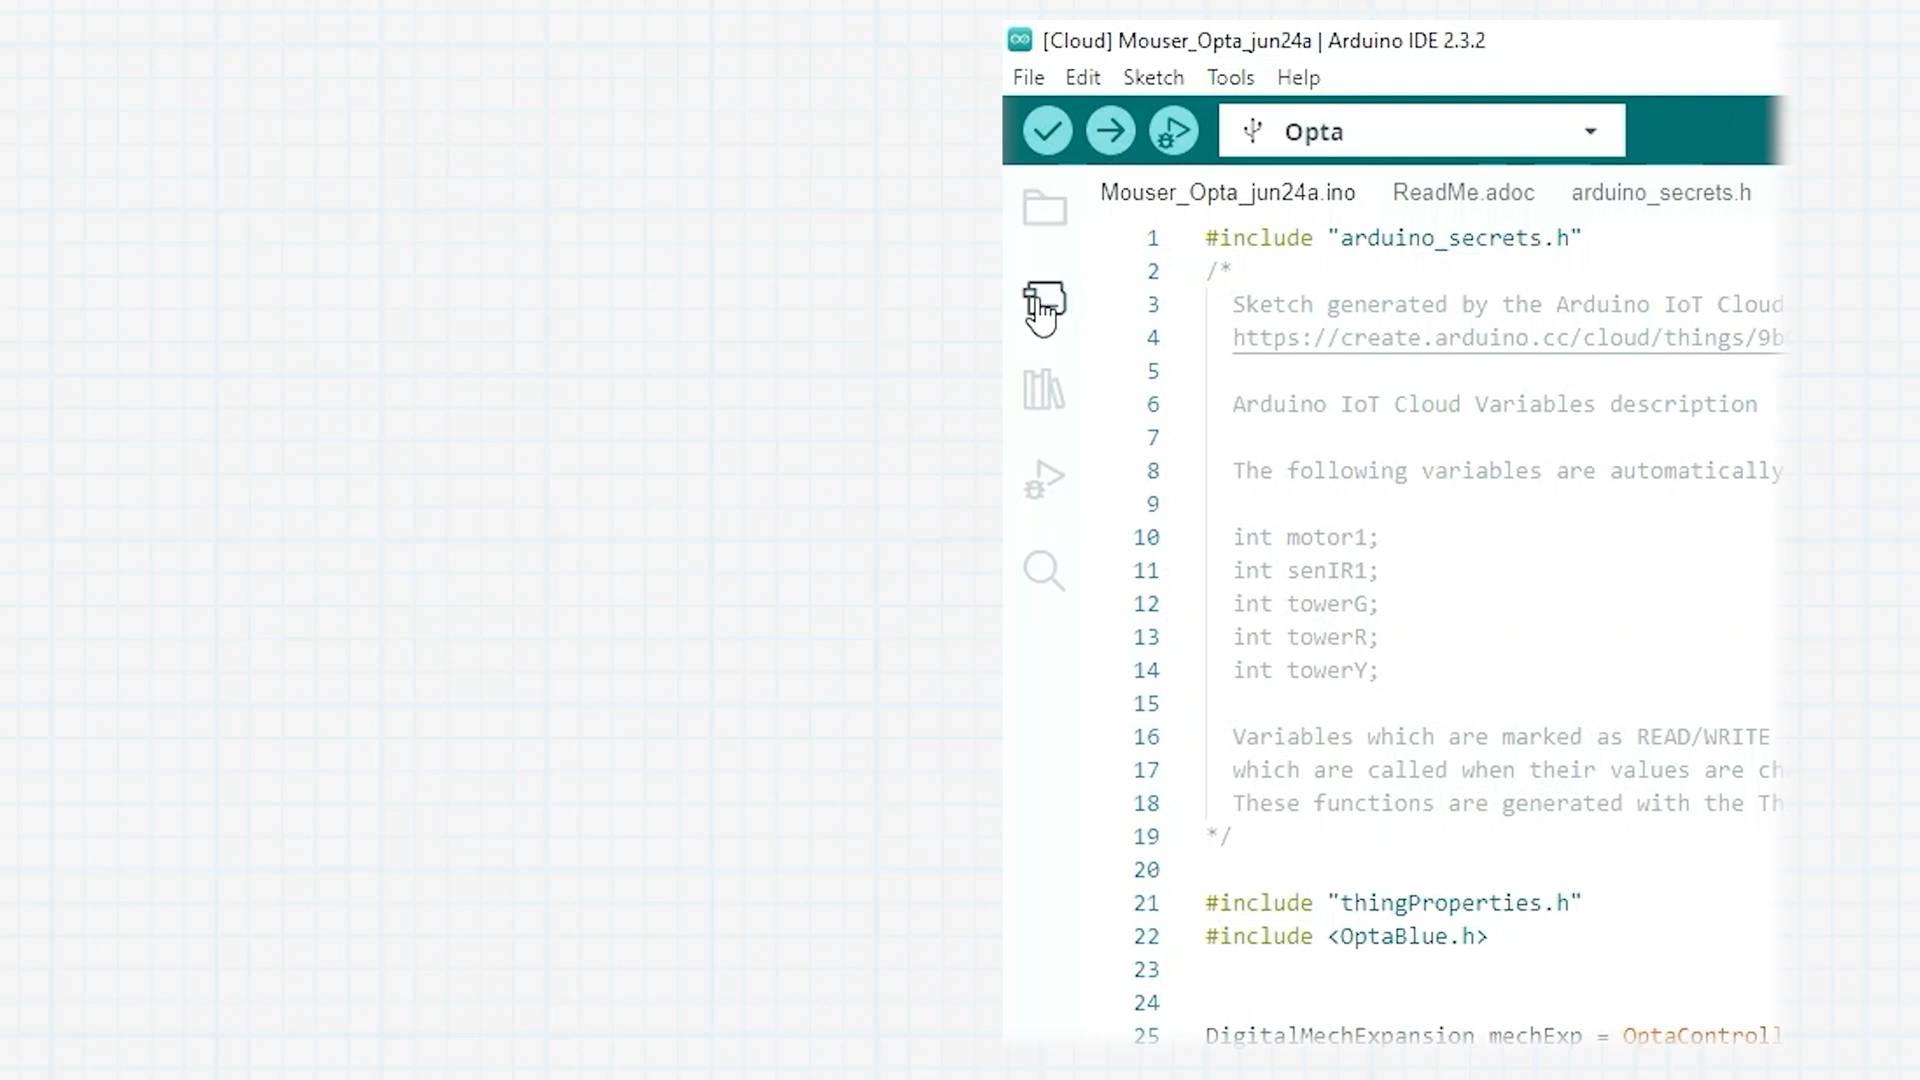 [Cloud] Mouser_Opta_jun24a | Arduino IDE 2.3.2
File Edit Sketch Tools Help
Opta
Mouser_Opta_jun24a.ino ReadMe.adoc arduino_secrets.h
1 #include "arduino_secrets.h"
2 /*
3 Sketch generated by the Arduino IoT Cloud
4 https://create.arduino.cc/cloud/things/9b
5
6 Arduino IoT Cloud Variables description
7
8 The following variables are automatically
9
10 int motor1;
11 int senIR1;
12 int towerG;
13 int towerR;
14 int towerY;
15
16 Variables which are marked as READ/WRITE
17 which are called when their values are ch
18 These functions are generated with the Th
19 */
20
21 #include "thingProperties.h"
22 #include <OptaBlue.h>
23
24
25 DigitalMechExpansion mechExp = OptaControll